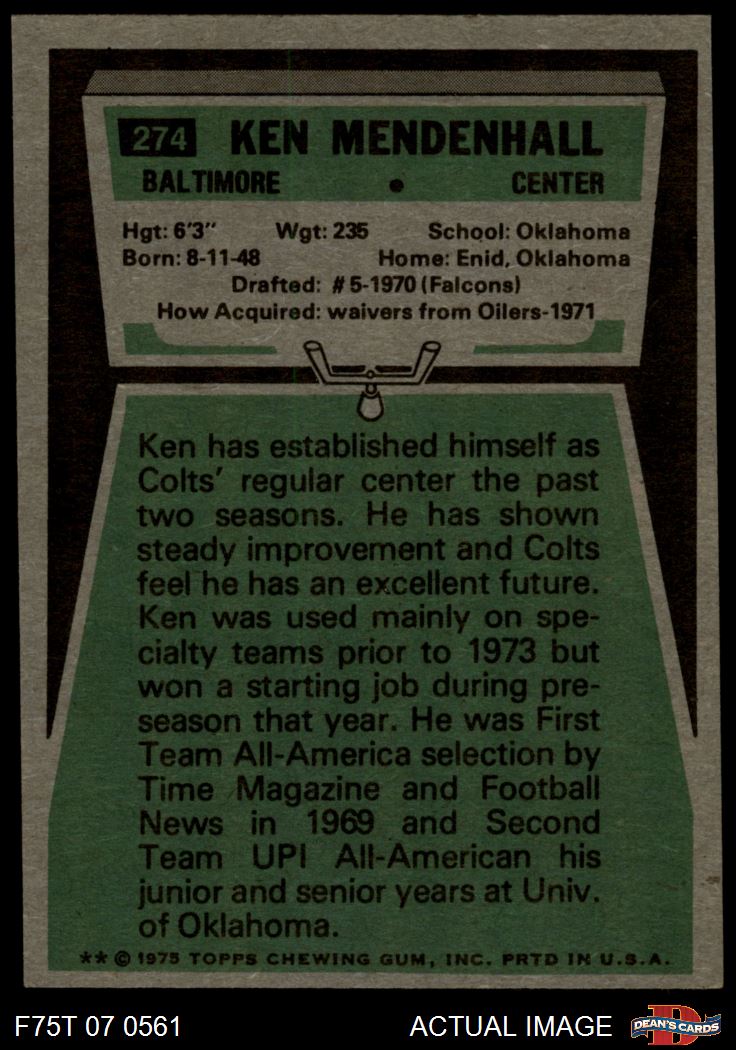 274 KEN MENDENHALL
BALTIMORE • CENTER
Hgt: 6'3" Wgt: 235 School: Oklahoma
Born: 8-11-48 Home: Enid, Oklahoma
Drafted: #5-1970 (Falcons)
How Acquired: waivers from Oilers-1971
Ken has established himself as
Colts' regular center the past
two seasons. He has shown
steady improvement and Colts
feel he has an excellent future.
Ken was used mainly on spe-
cialty teams prior to 1973 but
won a starting job during pre-
season that year. He was First
Team All-America selection by
Time Magazine and Football
News in 1969 and Second
Team UPI All-American his
junior and senior years at Univ.
of Oklahoma.
** © 1975 TOPPS CHEWING GUM, INC. PRTD IN U.S.A.
F75T 07 0561 ACTUAL IMAGE D DEAN'S CARDS